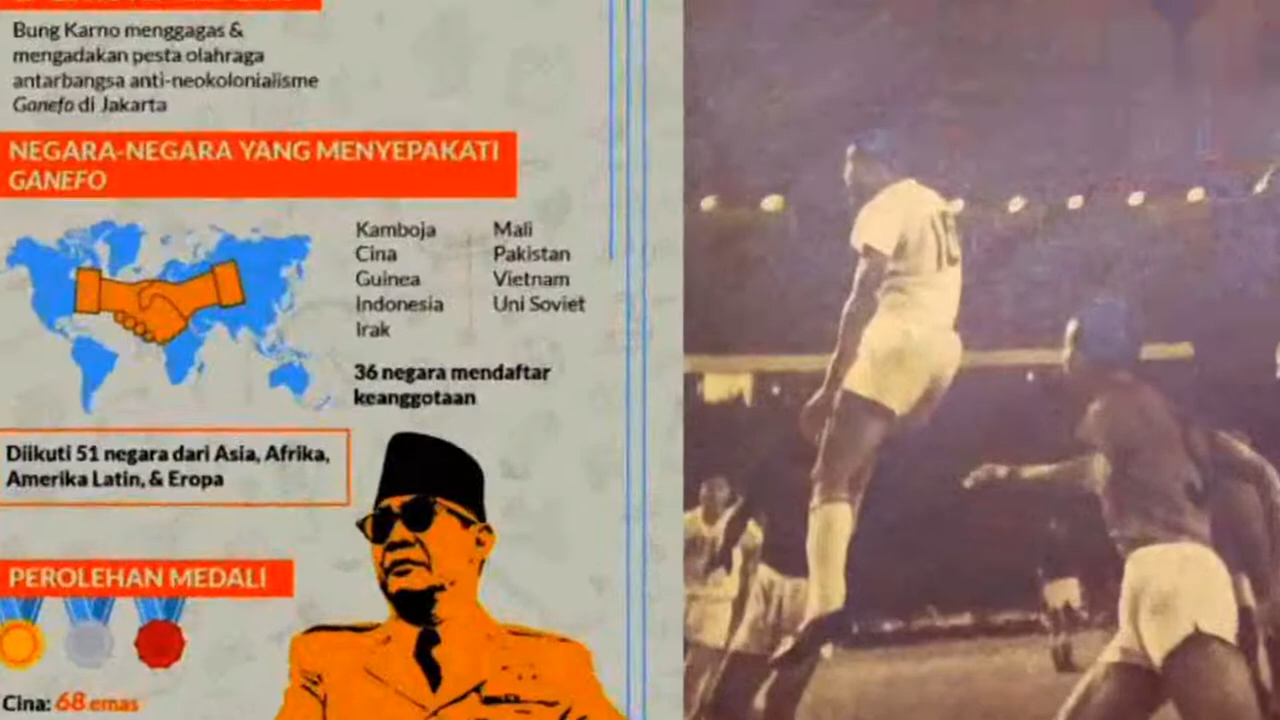 Bung Karno menggagas &
mengadakan pesta olahraga
antarbangsa anti-neokolonialisme
Ganefo di Jakarta
NEGARA-NEGARA YANG MENYEPAKATI
GANEFO
Kamboja
Cina
Guinea
Indonesia
Irak
Mali
Pakistan
Vietnam
Uni Soviet
36 negara mendaftar
keanggotaan
Diikuti 51 negara dari Asia, Afrika,
Amerika Latin, & Eropa
PEROLEHAN MEDALI
Cina: 68 emas